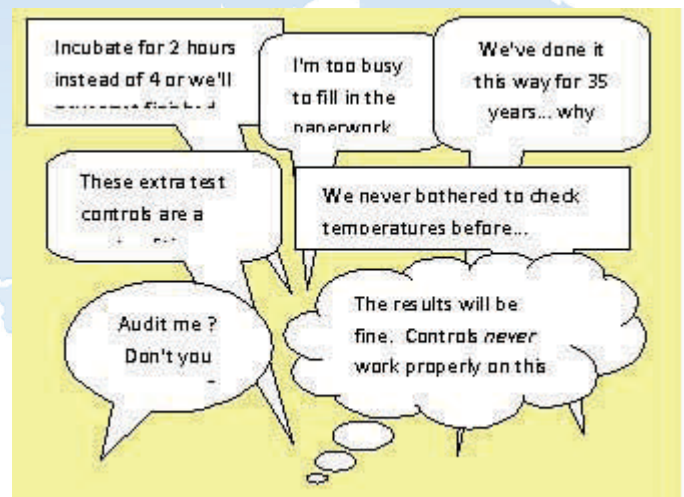 Incubate for 2 hours
instead of 4 or we'll
I'm too busy
to fill in the
paperwork
We've done it
this way for 35
years... why
These extra test
controls are a
We never bothered to check
temperatures before...
Audit me ?
Don't you
The results will be
fine. Controls never
work properly on this